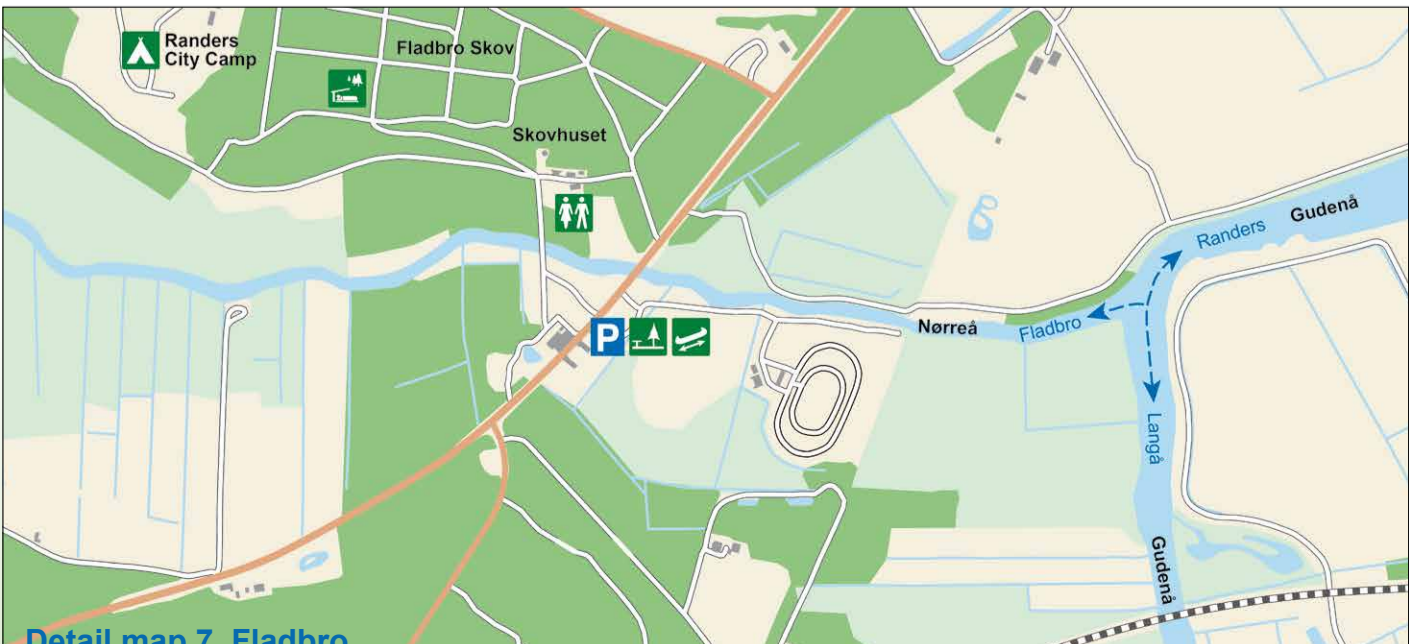 Randers
City Camp
Fladbro Skov
Skovhuset
Gudenå
Randers
P
Nørreå
Fladbro
Langå
Gudenå
Detail map 7. Fladbro